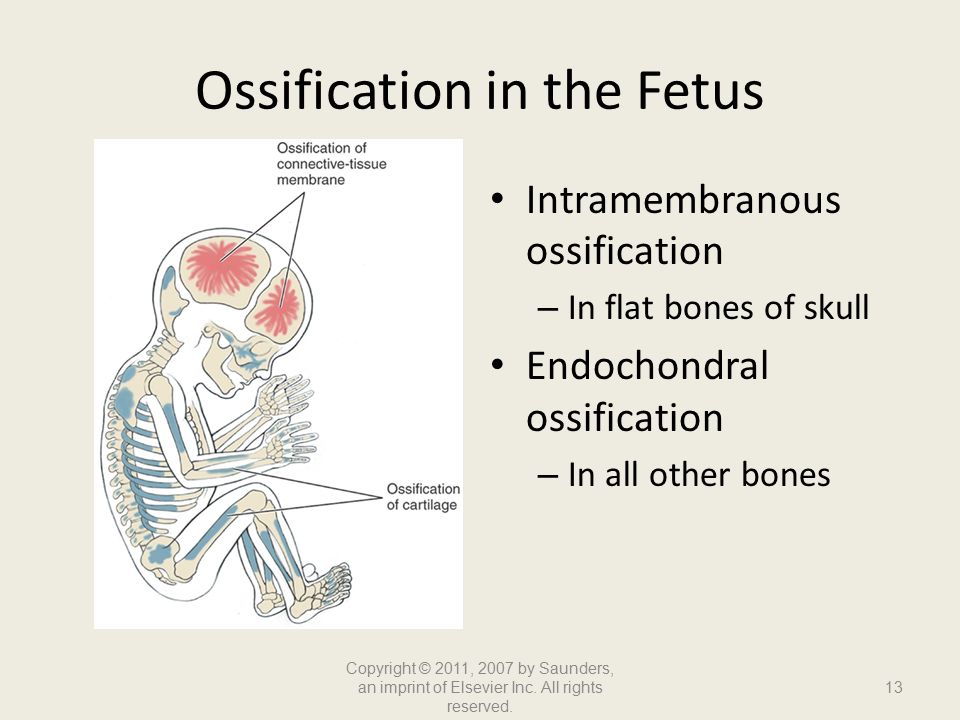 Ossification in the Fetus
Ossification of
connective-tissue
membrane
Ossification
of cartilage
• Intramembranous
ossification
– In flat bones of skull
• Endochondral
ossification
– In all other bones
Copyright © 2011, 2007 by Saunders,
an imprint of Elsevier Inc. All rights
reserved.
13